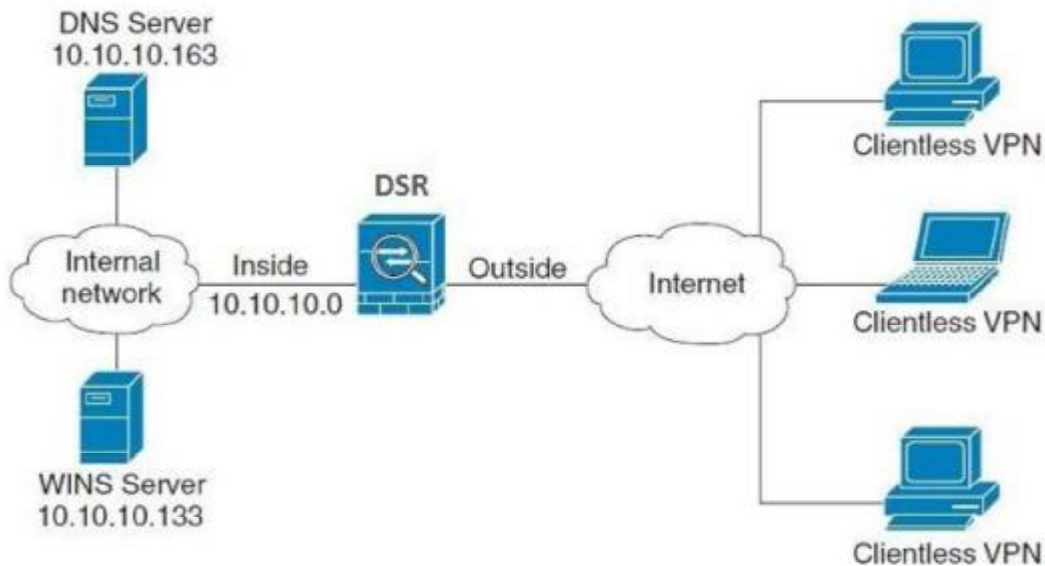 DNS Server
10.10.10.163
DSR
Internal
network
Inside
10.10.10.0
Outside
Internet
WINS Server
10.10.10.133
Clientless VPN
Clientless VPN
Clientless VPN